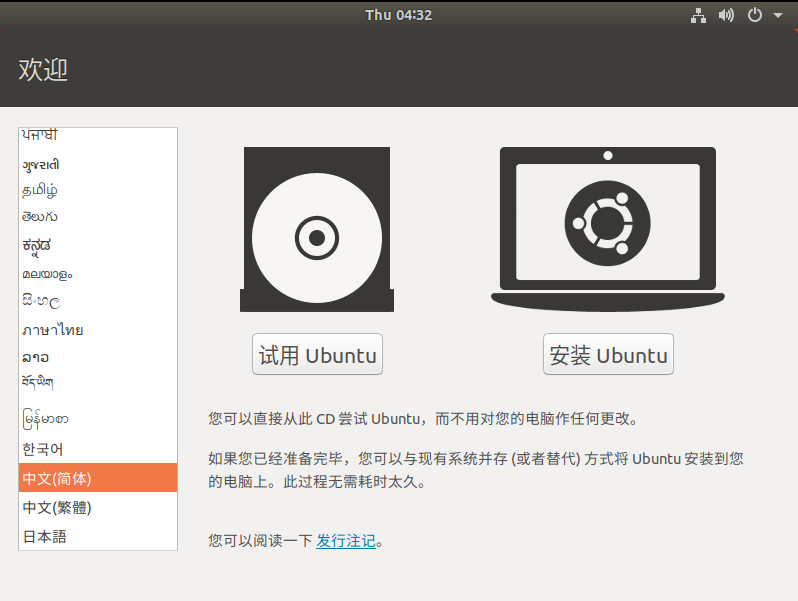 Thu 04:32
欢迎
ਪੰਜਾਬੀ
ગુજરાતી
தமிழ்
తెలుగు
ಕನ್ನಡ
മലയാളം
සිංහල
ภาษาไทย
ລາວ
བོད་ཡིག
မြန်မာစာ
한국어
中文(简体)
中文(繁體)
日本語
试用 Ubuntu
安装 Ubuntu
您可以直接从此 CD 尝试 Ubuntu，而不用对您的电脑作任何更改。
如果您已经准备完毕，您可以与现有系统并存 (或者替代) 方式将 Ubuntu 安装到您
的电脑上。此过程无需耗时太久。
您可以阅读一下 发行注记。